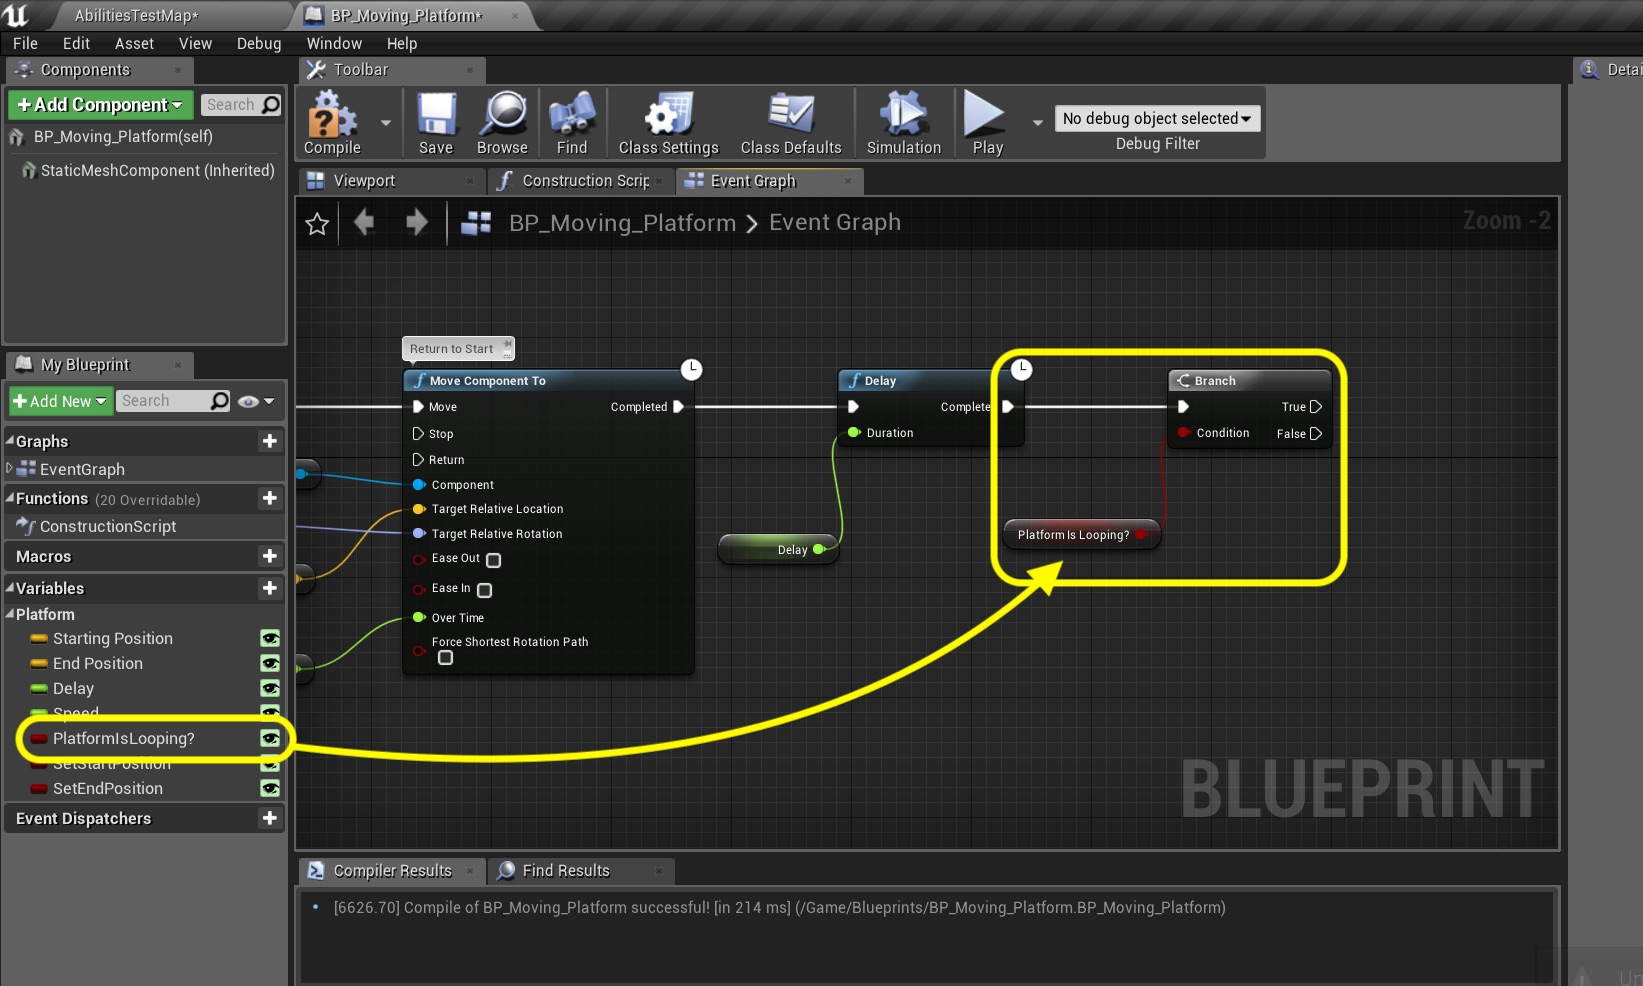 AbilitiesTestMap*
BP_Moving_Platform*
File Edit Asset View Debug Window Help
Components
Add Component
Search
BP_Moving_Platform(self)
StaticMeshComponent (Inherited)
My Blueprint
Add New
Search
Graphs
EventGraph
Functions (20 Overridable)
ConstructionScript
Macros
Variables
Platform
Starting Position
End Position
Delay
Speed
PlatformIsLooping?
SetStartPosition
SetEndPosition
Event Dispatchers
Toolbar
Compile
Save
Browse
Find
Class Settings
Class Defaults
Simulation
Play
No debug object selected
Debug Filter
Viewport
Construction Scrip
Event Graph
BP_Moving_Platform > Event Graph
Zoom -2
Return to Start
Move Component To
Move Completed
Stop
Return
Component
Target Relative Location
Target Relative Rotation
Ease Out
Ease In
Over Time
Force Shortest Rotation Path
Delay
Complete
Duration
Delay
Branch
True
Condition False
Platform Is Looping?
BLUEPRINT
Compiler Results
Find Results
[6626.70] Compile of BP_Moving_Platform successful! [in 214 ms] (/Game/Blueprints/BP_Moving_Platform.BP_Moving_Platform)
Detai
Un